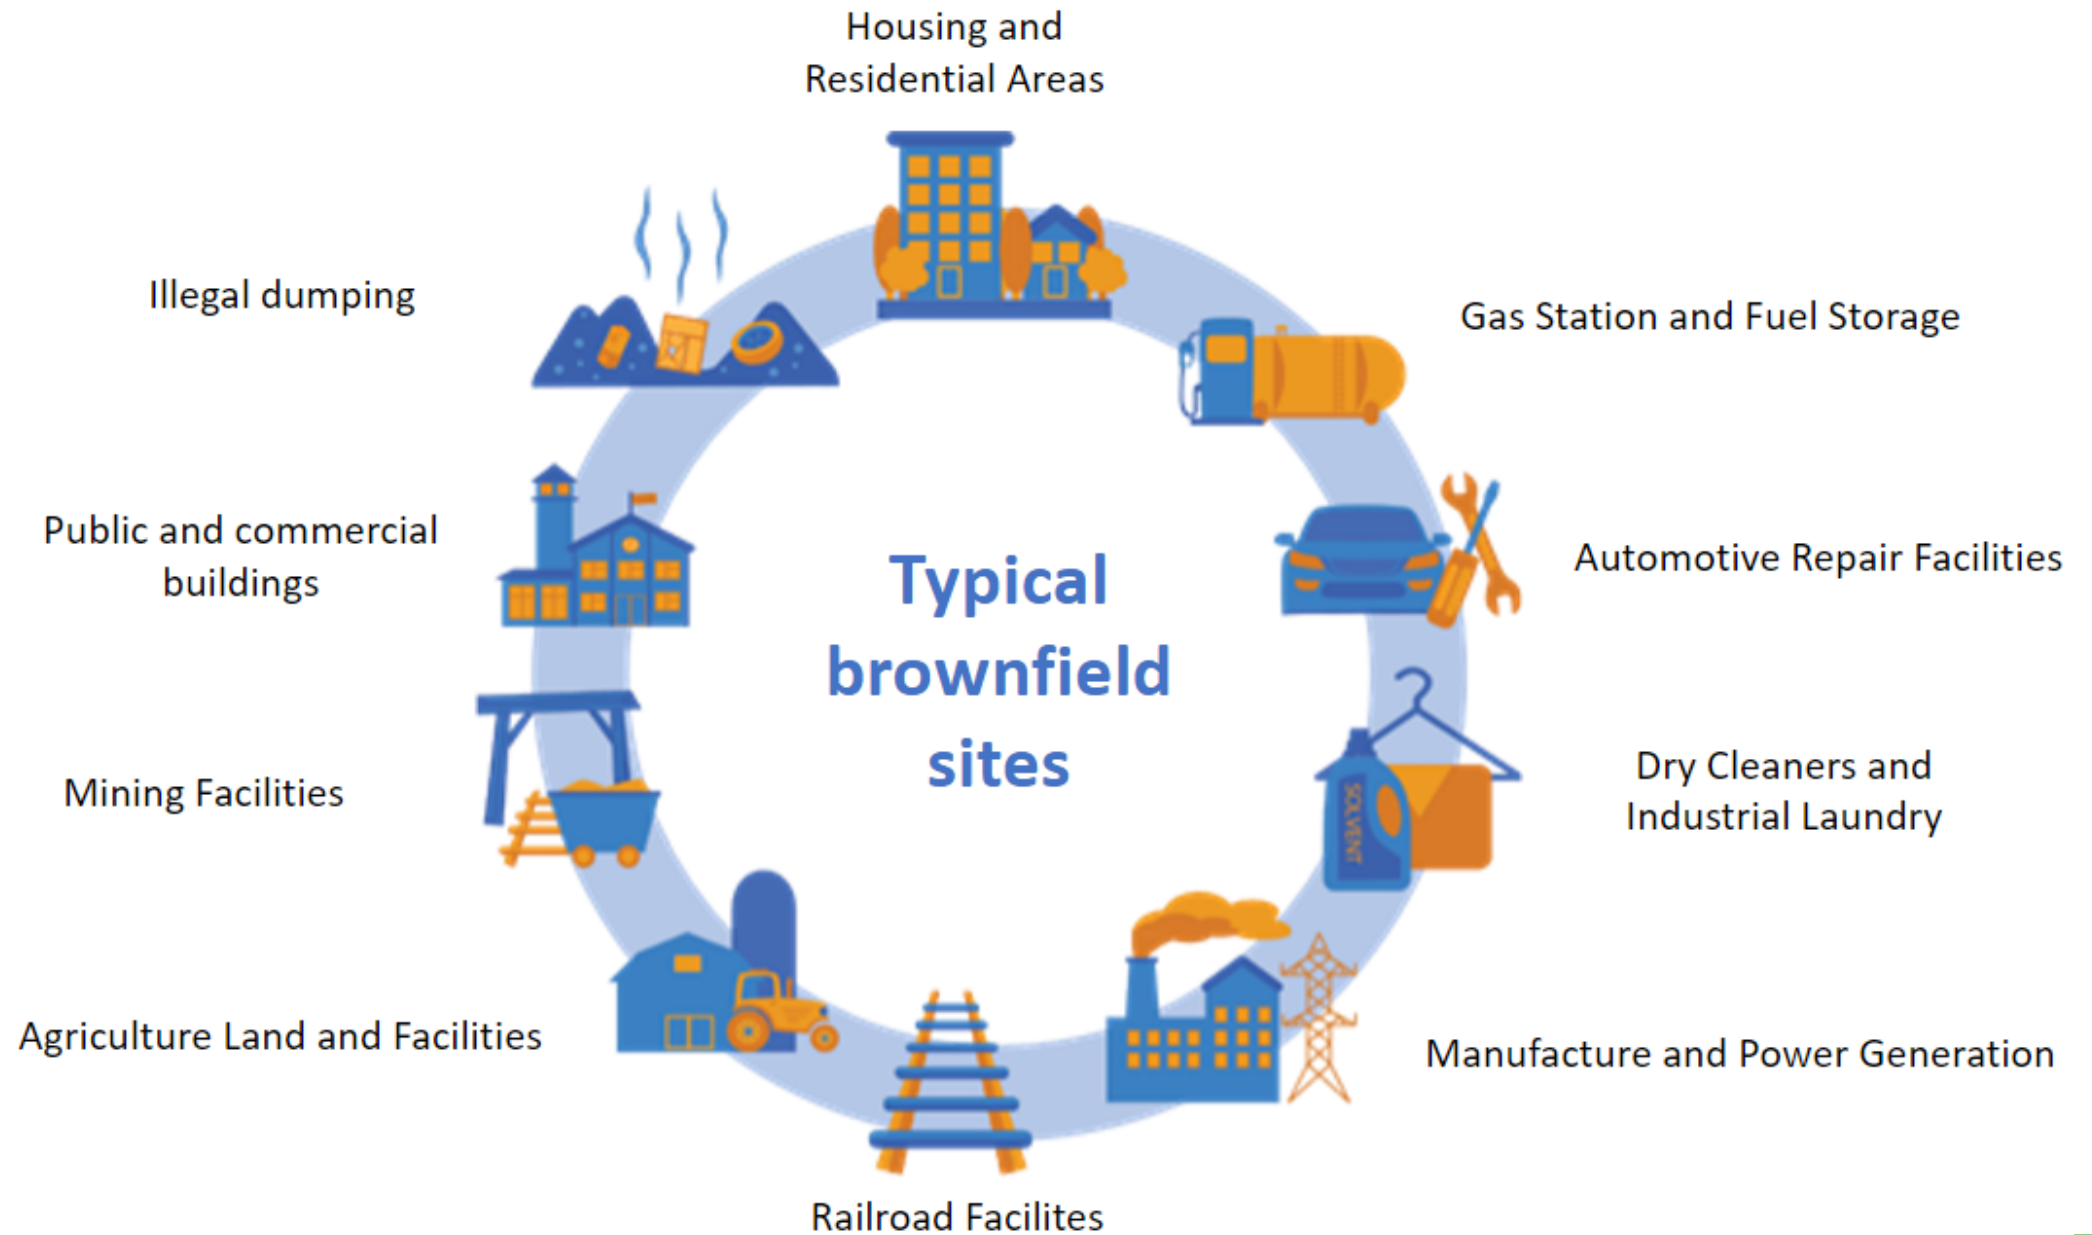 Housing and
Residential Areas
Gas Station and Fuel Storage
Automotive Repair Facilities
Dry Cleaners and
Industrial Laundry
SOLVENT
Manufacture and Power Generation
Railroad Facilites
Agriculture Land and Facilities
Mining Facilities
Public and commercial
buildings
Illegal dumping
Typical
brownfield
sites